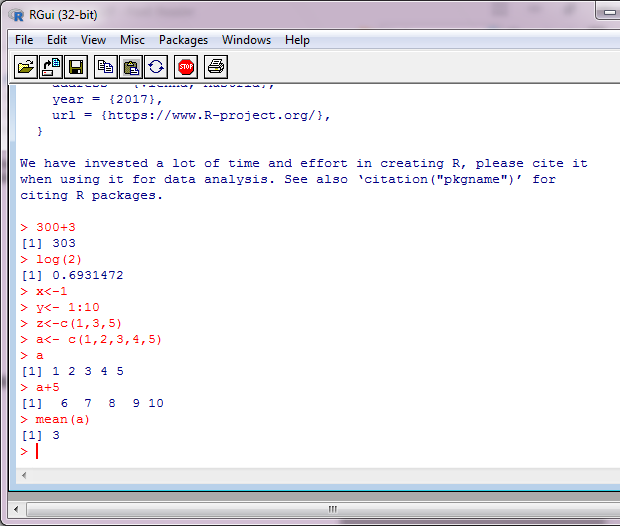 RGui (32-bit)
File Edit View Misc Packages Windows Help
STOP
year = {2017},
url = {https://www.R-project.org/},
}
We have invested a lot of time and effort in creating R, please cite it
when using it for data analysis. See also ‘citation("pkgname")’ for
citing R packages.
> 300+3
[1] 303
> log(2)
[1] 0.6931472
> x<-1
> y<- 1:10
> z<-c(1,3,5)
> a<- c(1,2,3,4,5)
> a
[1] 1 2 3 4 5
> a+5
[1]  6  7  8  9 10
> mean(a)
[1] 3
>